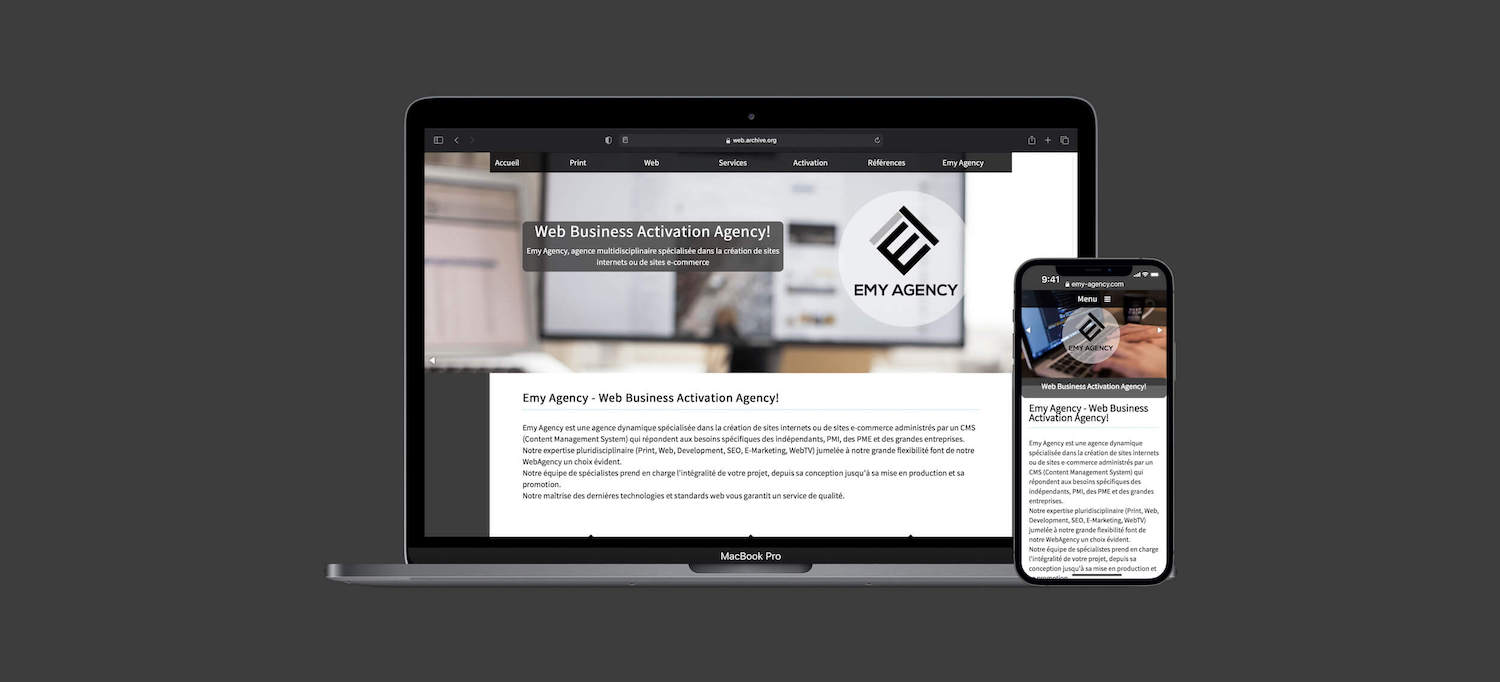 web.archive.org
Accueil Print Web Services Activation Références Emy Agency
Web Business Activation Agency!
Emy Agency, agence multidisciplinaire spécialisée dans la création de sites
internets ou de sites e-commerce
EMY AGENCY
Emy Agency - Web Business Activation Agency!
Emy Agency est une agence dynamique spécialisée dans la création de sites internets ou de sites e-commerce administrés par un CMS
(Content Management System) qui répondent aux besoins spécifiques des indépendants, PMI, des PME et des grandes entreprises.
Notre expertise pluridisciplinaire (Print, Web, Development, SEO, E-Marketing, WebTV) jumelée à notre grande flexibilité font de notre
WebAgency un choix évident.
Notre équipe de spécialistes prend en charge l'intégralité de votre projet, depuis sa conception jusqu'à sa mise en production et sa
promotion.
Notre maîtrise des dernières technologies et standards web vous garantit un service de qualité.
MacBook Pro
9:41
emy-agency.com
Menu
EMY AGENCY
Web Business Activation Agency!
Emy Agency - Web Business
Activation Agency!
Emy Agency est une agence dynamique
spécialisée dans la création de sites internets
ou de sites e-commerce administrés par un
CMS (Content Management System) qui
répondent aux besoins spécifiques des
indépendants, PMI, des PME et des grandes
entreprises.
Notre expertise pluridisciplinaire (Print, Web,
Development, SEO, E-Marketing, WebTV)
jumelée à notre grande flexibilité font de
notre WebAgency un choix évident.
Notre équipe de spécialistes prend en charge
l'intégralité de votre projet, depuis sa
conception jusqu'à sa mise en production et
sa promotion.